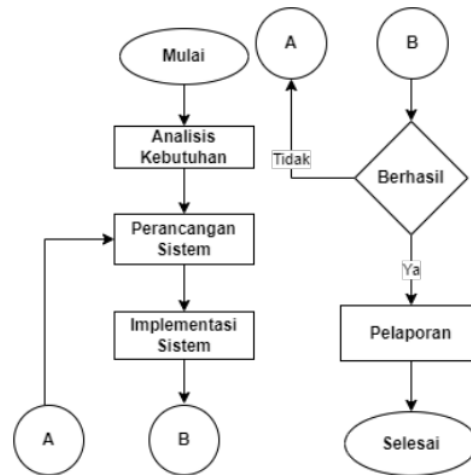 Mulai
Analisis
Kebutuhan
Perancangan
Sistem
Implementasi
Sistem
A
B
A
B
Berhasil
Tidak
Ya
Pelaporan
Selesai